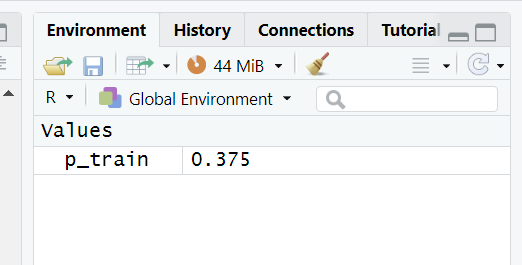 Environment History Connections Tutorial
44 MiB
R Global Environment
Values
p_train 0.375